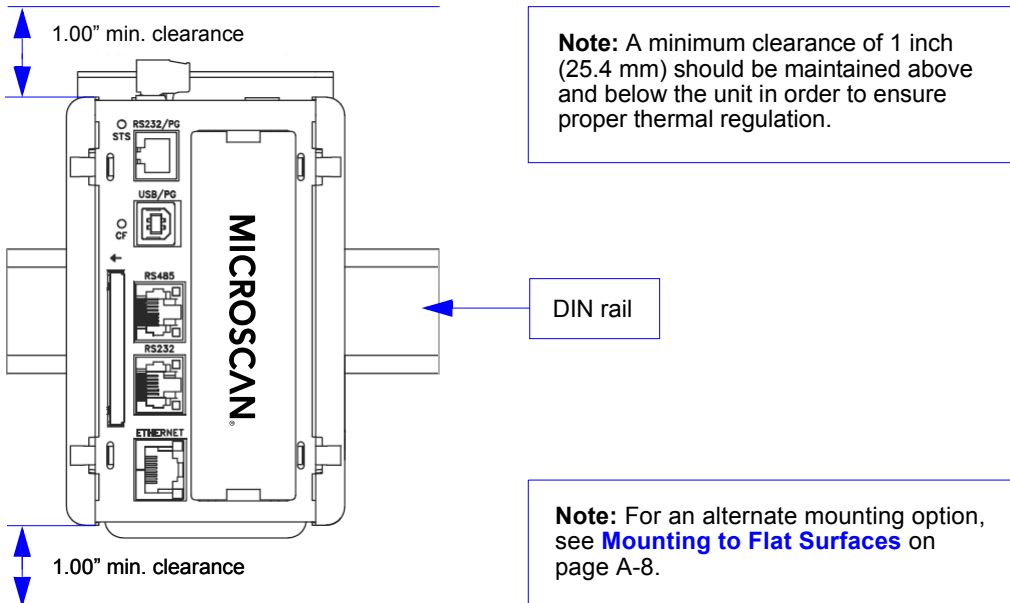 1.00” min. clearance
Note: A minimum clearance of 1 inch
(25.4 mm) should be maintained above
and below the unit in order to ensure
proper thermal regulation.
RS232/PG
STS
USB/PG
CF
RS485
RS232
ETHERNET
MICROSCAN®
DIN rail
Note: For an alternate mounting option,
see Mounting to Flat Surfaces on
page A-8.
1.00” min. clearance